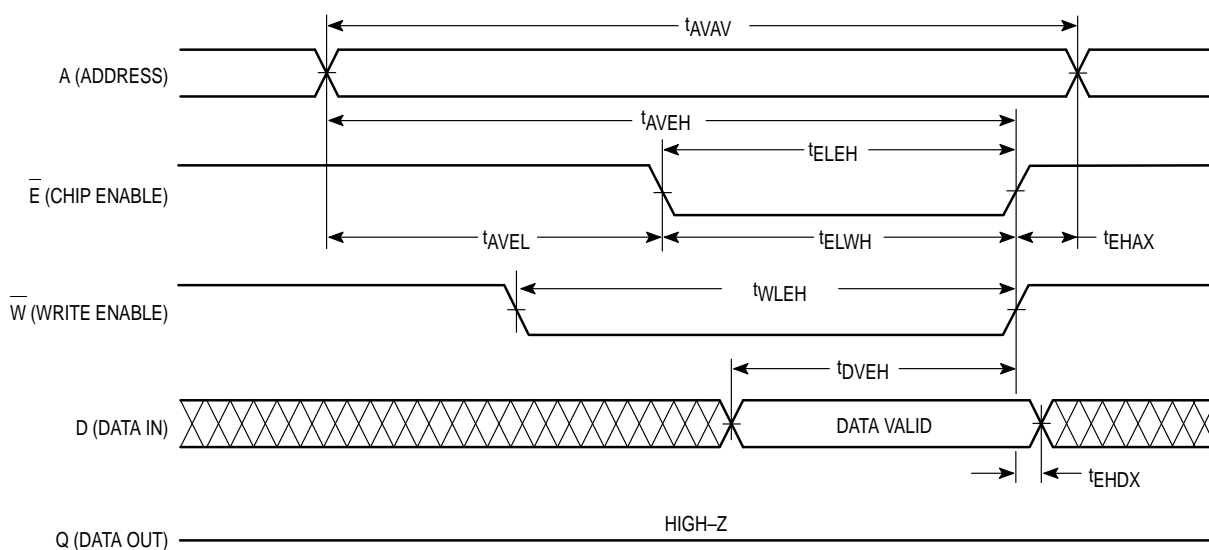 tAVAV
A (ADDRESS)
tAVEH
tELEH
E (CHIP ENABLE)
tAVEL
tELWH
tEHAX
tWLEH
W (WRITE ENABLE)
tDVEH
D (DATA IN)
DATA VALID
tEHDX
HIGH–Z
Q (DATA OUT)